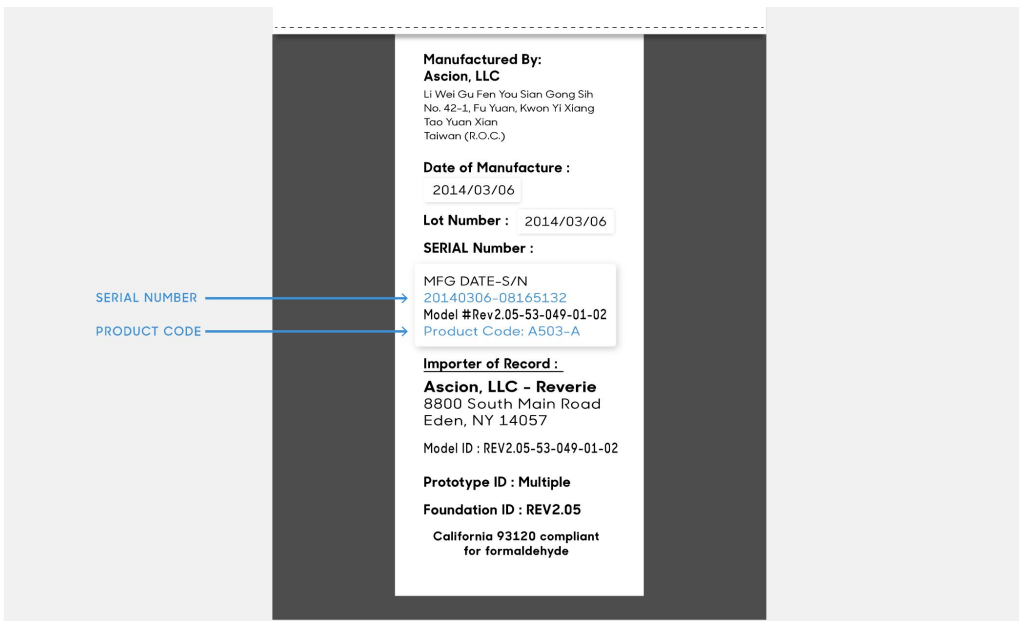 Manufactured By:
Ascion, LLC
Li Wei Gu Fen You Sian Gong Sih
No. 42-1, Fu Yuan, Kwon Yi Xiang
Tao Yuan Xian
Taiwan (R.O.C.)
Date of Manufacture :
2014/03/06
Lot Number : 2014/03/06
SERIAL Number :
MFG DATE-S/N
SERIAL NUMBER
20140306-08165132
Model #Rev2.05-53-049-01-02
PRODUCT CODE
Product Code: A503-A
Importer of Record :
Ascion, LLC - Reverie
8800 South Main Road
Eden, NY 14057
Model ID : REV2.05-53-049-01-02
Prototype ID : Multiple
Foundation ID : REV2.05
California 93120 compliant
for formaldehyde